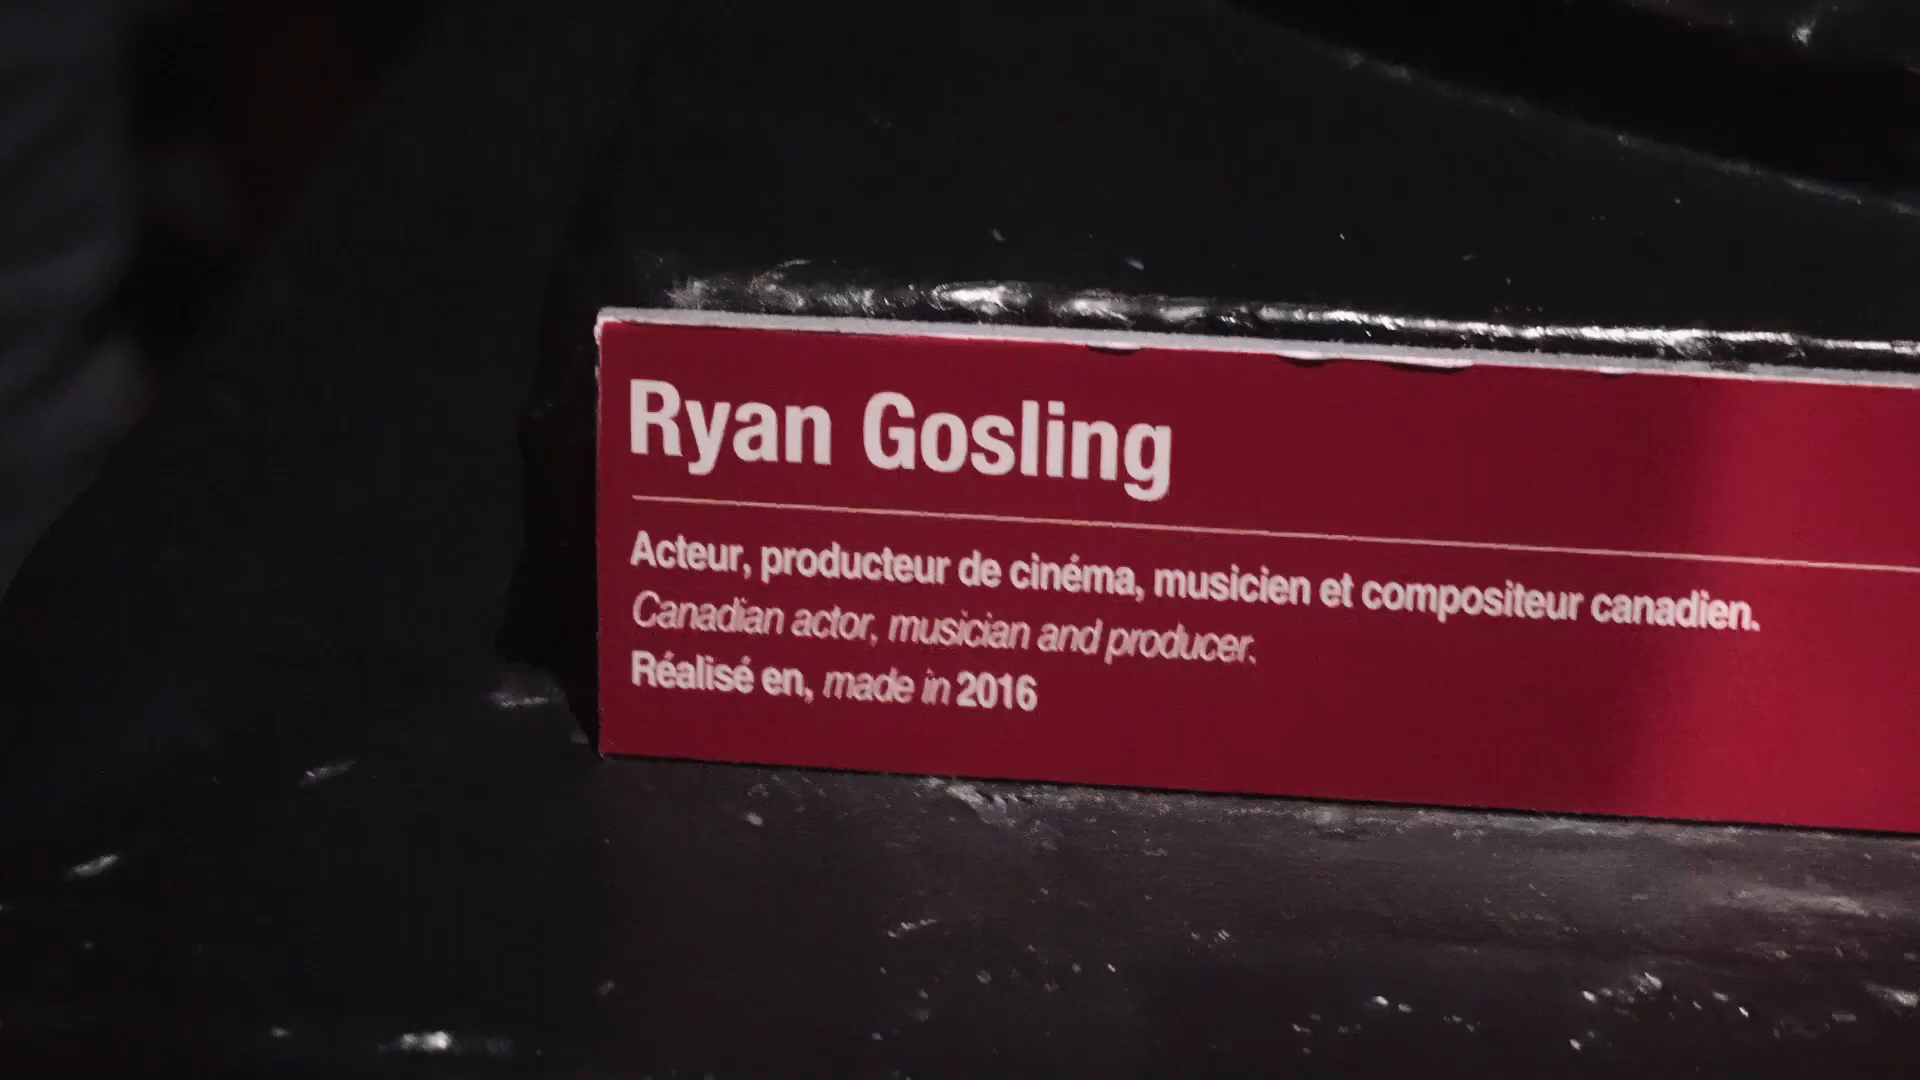 Ryan Gosling
Acteur, producteur de cinéma, musicien et compositeur canadien.
Canadian actor, musician and producer.
Réalisé en, made in 2016